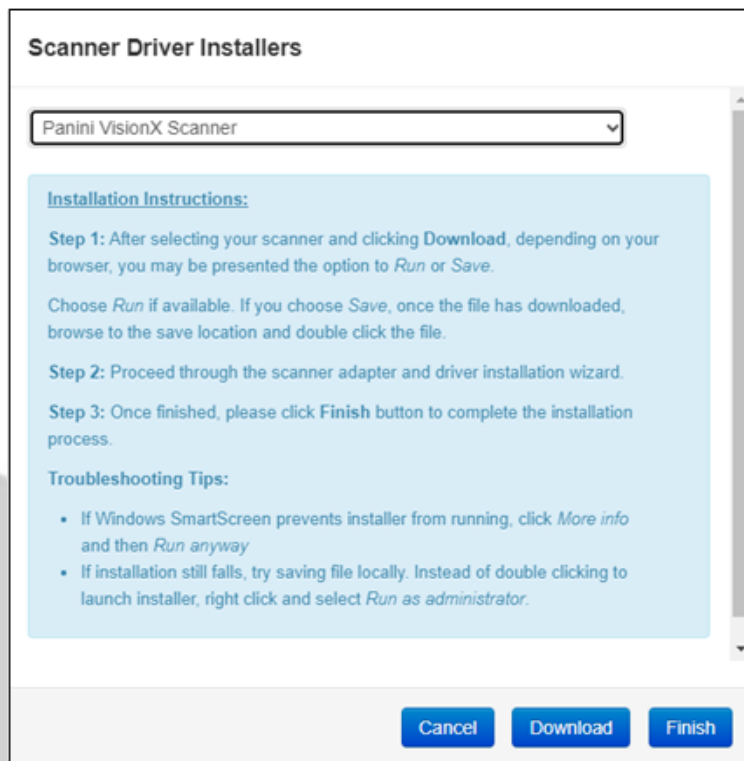 Scanner Driver Installers
Panini VisionX Scanner
Installation Instructions:
Step 1: After selecting your scanner and clicking Download, depending on your
browser, you may be presented the option to Run or Save.
Choose Run if available. If you choose Save, once the file has downloaded,
browse to the save location and double click the file.
Step 2: Proceed through the scanner adapter and driver installation wizard.
Step 3: Once finished, please click Finish button to complete the installation
process.
Troubleshooting Tips:
• If Windows SmartScreen prevents installer from running, click More info
and then Run anyway
• If installation still falls, try saving file locally. Instead of double clicking to
launch installer, right click and select Run as administrator.
Cancel Download Finish